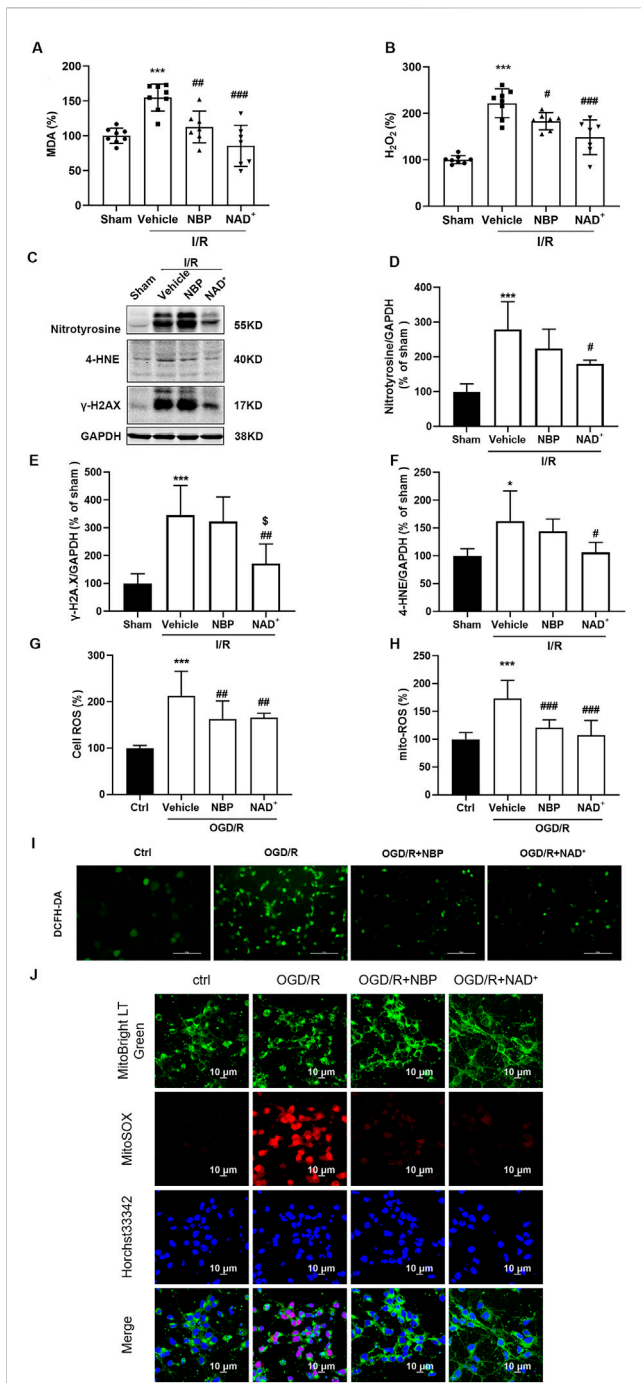 A
B
***
##
###
200
150
100
50
0
MDA (%)
Sham
Vehicle
NBP
NAD⁺
I/R
***
#
###
300
200
100
0
H₂O₂ (%)
Sham
Vehicle
NBP
NAD⁺
I/R
C
I/R
Sham
Vehicle
NBP
NAD⁺
Nitrotyrosine
55KD
4-HNE
40KD
γ-H2AX
17KD
GAPDH
38KD
D
***
#
400
300
200
100
0
Nitrotyrosine/GAPDH
(% of sham)
Sham
Vehicle
NBP
NAD⁺
I/R
E
***
$
##
500
400
300
200
100
0
γ-H2A.X/GAPDH (% of sham)
Sham
Vehicle
NBP
NAD⁺
I/R
F
*
#
250
200
150
100
50
0
4-HNE/GAPDH (% of sham)
Sham
Vehicle
NBP
NAD⁺
I/R
G
***
##
##
300
200
100
0
Cell ROS (%)
Ctrl
Vehicle
NBP
NAD⁺
OGD/R
H
***
###
###
250
200
150
100
50
0
mito-ROS (%)
Ctrl
Vehicle
NBP
NAD⁺
OGD/R
I
Ctrl
OGD/R
OGD/R+NBP
OGD/R+NAD⁺
DCFH-DA
J
ctrl
OGD/R
OGD/R+NBP
OGD/R+NAD⁺
MitoBright LT
Green
10 μm
10 μm
10 μm
10 μm
MitoSOX
10 μm
10 μm
10 μm
10 μm
Horchst33342
10 μm
10 μm
10 μm
10 μm
Merge
10 μm
10 μm
10 μm
10 μm